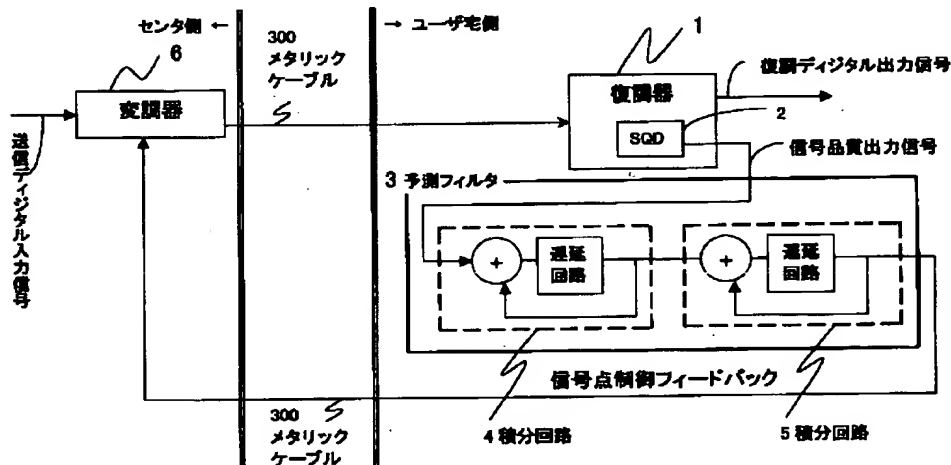 センタ側 ←
→ ユーザ宅側
300
メタリック
ケーブル
6
変調器
送信ディジタル入力信号
1
復調器
2
SQD
復調ディジタル出力信号
信号品質出力信号
3 予測フィルタ
+
遅延
回路
+
遅延
回路
信号点制御フィードバック
300
メタリック
ケーブル
4 積分回路
5 積分回路